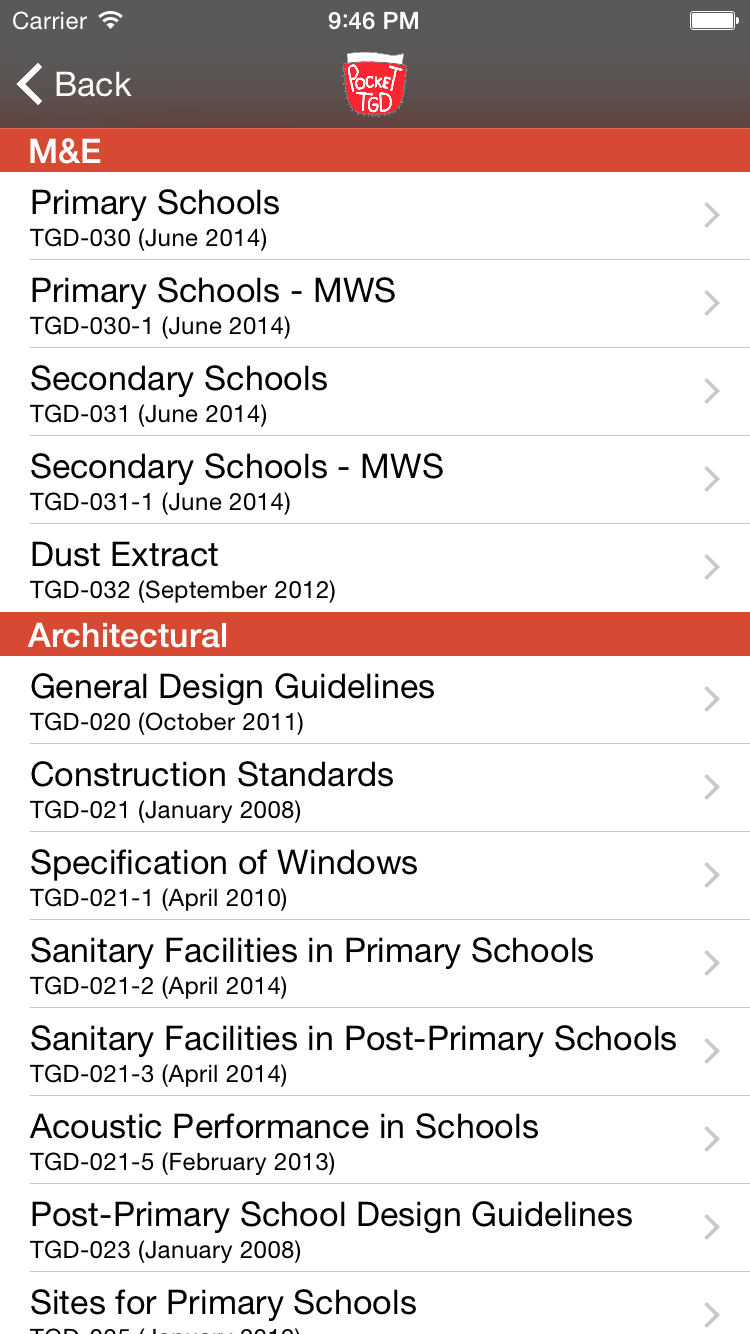 Carrier 9:46 PM
Back
POCKET
TGD
M&E
Primary Schools
TGD-030 (June 2014)
Primary Schools - MWS
TGD-030-1 (June 2014)
Secondary Schools
TGD-031 (June 2014)
Secondary Schools - MWS
TGD-031-1 (June 2014)
Dust Extract
TGD-032 (September 2012)
Architectural
General Design Guidelines
TGD-020 (October 2011)
Construction Standards
TGD-021 (January 2008)
Specification of Windows
TGD-021-1 (April 2010)
Sanitary Facilities in Primary Schools
TGD-021-2 (April 2014)
Sanitary Facilities in Post-Primary Schools
TGD-021-3 (April 2014)
Acoustic Performance in Schools
TGD-021-5 (February 2013)
Post-Primary School Design Guidelines
TGD-023 (January 2008)
Sites for Primary Schools